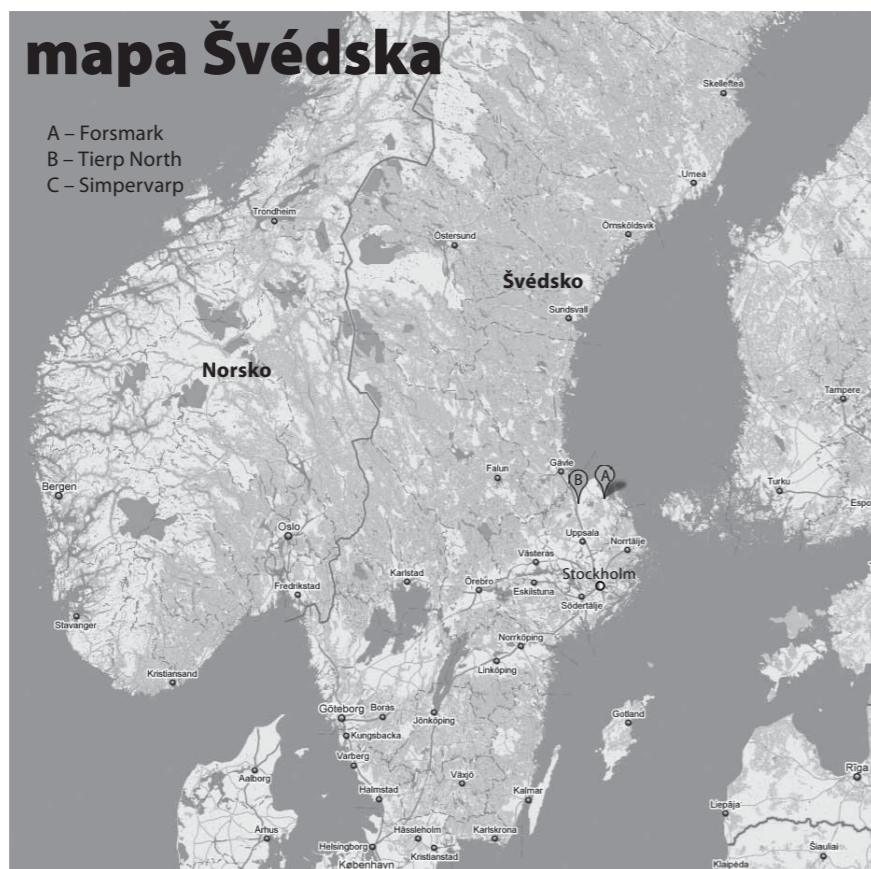 mapa Švédska
A – Forsmark
B – Tierp North
C – Simpervarp
Skellefteå
Umeå
Trondheim
Örnsköldsvik
Östersund
Švédsko
Sundsvall
Norsko
Tampere
Gävle
Falun
B
A
Turku
Bergen
Espo
Oslo
Uppsala
Norrtälje
Västerås
Stockholm
Karlstad
Örebro
Eskilstuna
Fredrikstad
Södertälje
Stavanger
Norrköping
Linköping
Kristiansand
Göteborg
Borås
Jönköping
Gotland
Kungsbacka
Varberg
Rīga
Aalborg
Växjö
Halmstad
Kalmar
Liepāja
Århus
Hässleholm
Karlskrona
Helsingborg
Kristianstad
Šiauliai
København
Klaipėda